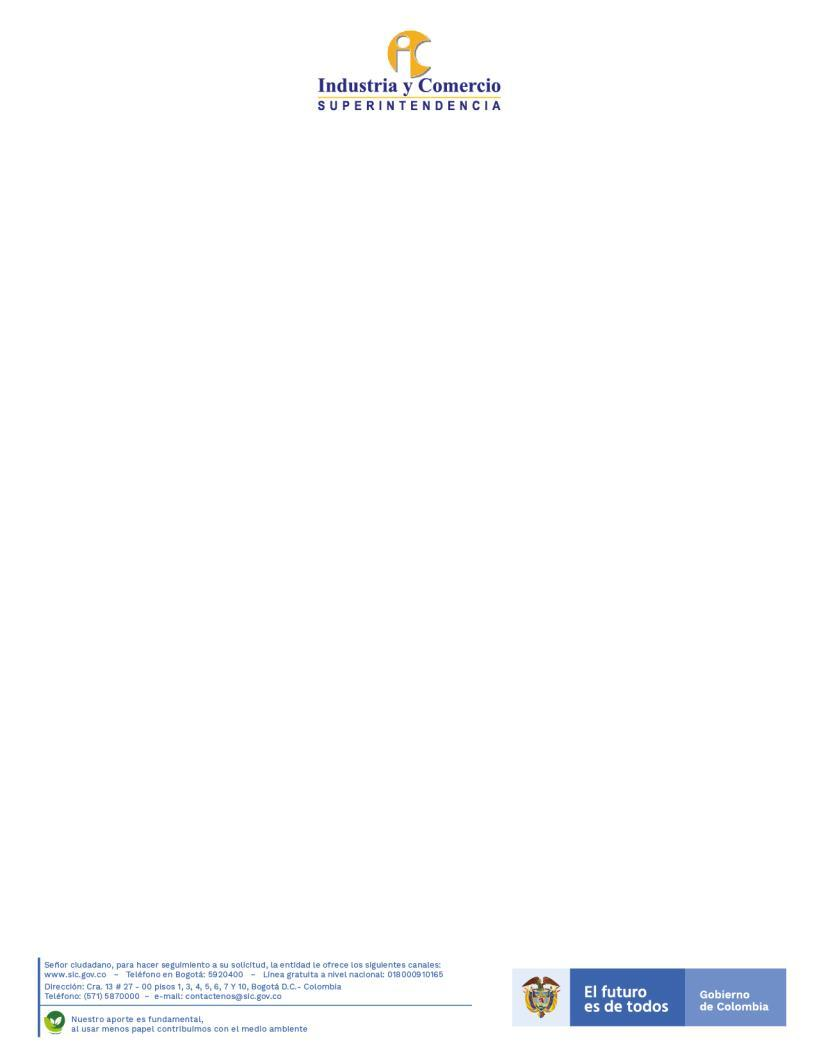 Industria y Comercio
SUPERINTENDENCIA
Señor ciudadano, para hacer seguimiento a su solicitud, la entidad le ofrece los siguientes canales:
www.sic.gov.co – Teléfono en Bogotá: 5920400 – Línea gratuita a nivel nacional: 018000910165
Dirección: Cra. 13 # 27 - 00 pisos 1, 3, 4, 5, 6, 7 Y 10, Bogotá D.C.- Colombia
Teléfono: (571) 5870000 – e-mail: contactenos@sic.gov.co
Nuestro aporte es fundamental,
al usar menos papel contribuimos con el medio ambiente
El futuro
es de todos
Gobierno
de Colombia